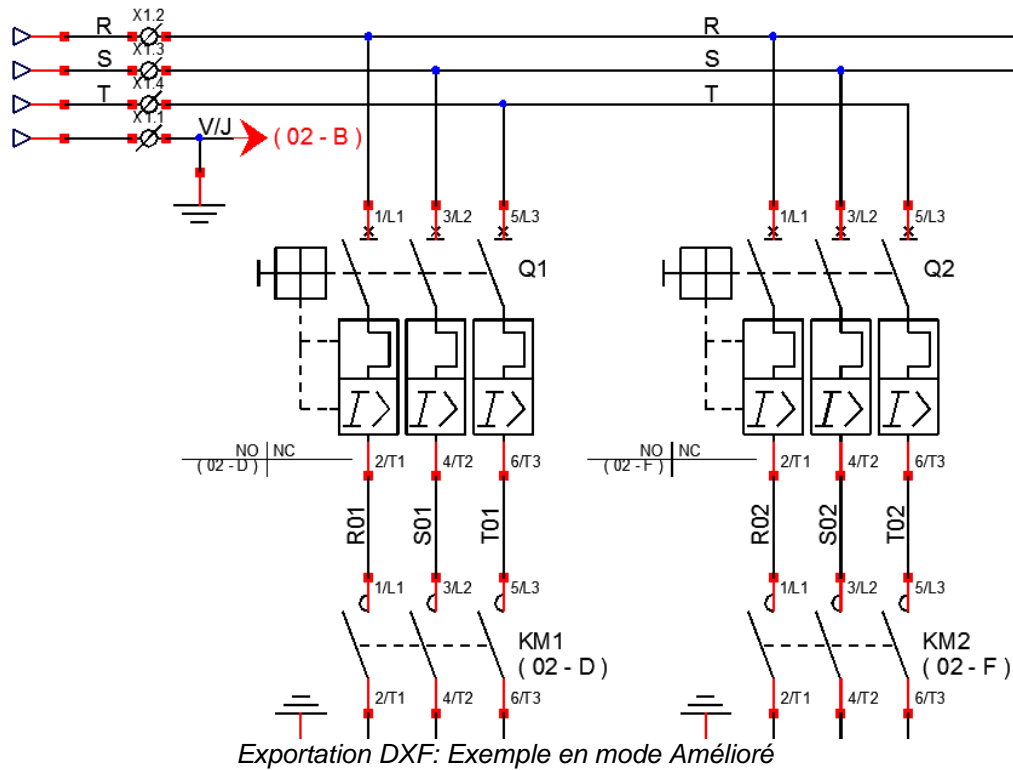 X1.2
R R
X1.3
S S
X1.4
T T
X1.1
V/J ( 02 - B )
1/L1 3/L2 5/L3 1/L1 3/L2 5/L3
Q1 Q2
I> I> I> I> I> I>
NO NC NO NC
( 02 - D ) ( 02 - F )
2/T1 4/T2 6/T3 2/T1 4/T2 6/T3
R01 S01 T01 R02 S02 T02
1/L1 3/L2 5/L3 1/L1 3/L2 5/L3
KM1 KM2
( 02 - D ) ( 02 - F )
2/T1 4/T2 6/T3 2/T1 4/T2 6/T3
Exportation DXF: Exemple en mode Amélioré